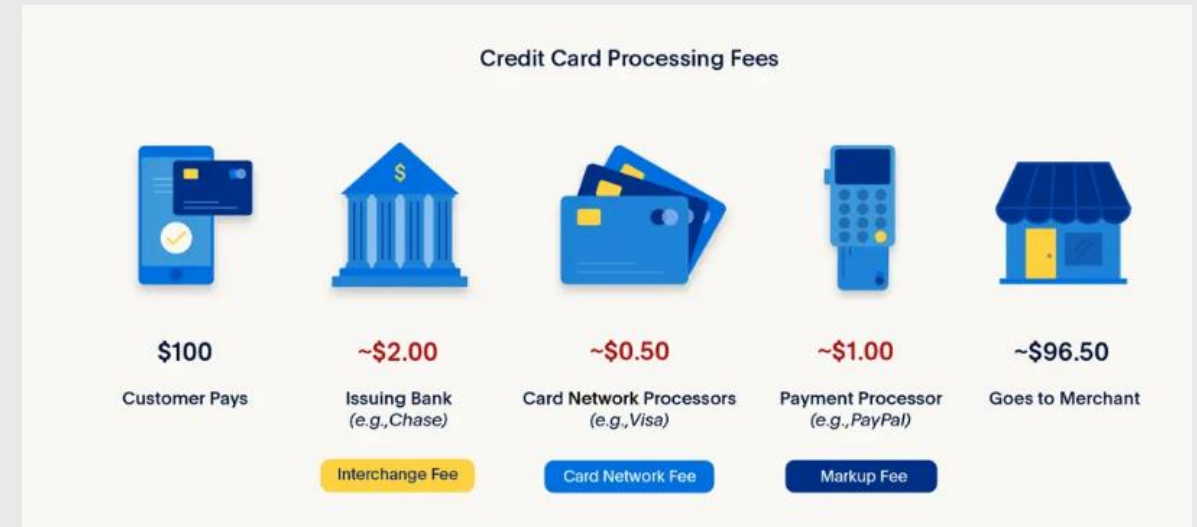 Credit Card Processing Fees
$
$100
~$2.00
~$0.50
~$1.00
~$96.50
Customer Pays
Issuing Bank
(e.g.,Chase)
Card Network Processors
(e.g.,Visa)
Payment Processor
(e.g.,PayPal)
Goes to Merchant
Interchange Fee
Card Network Fee
Markup Fee